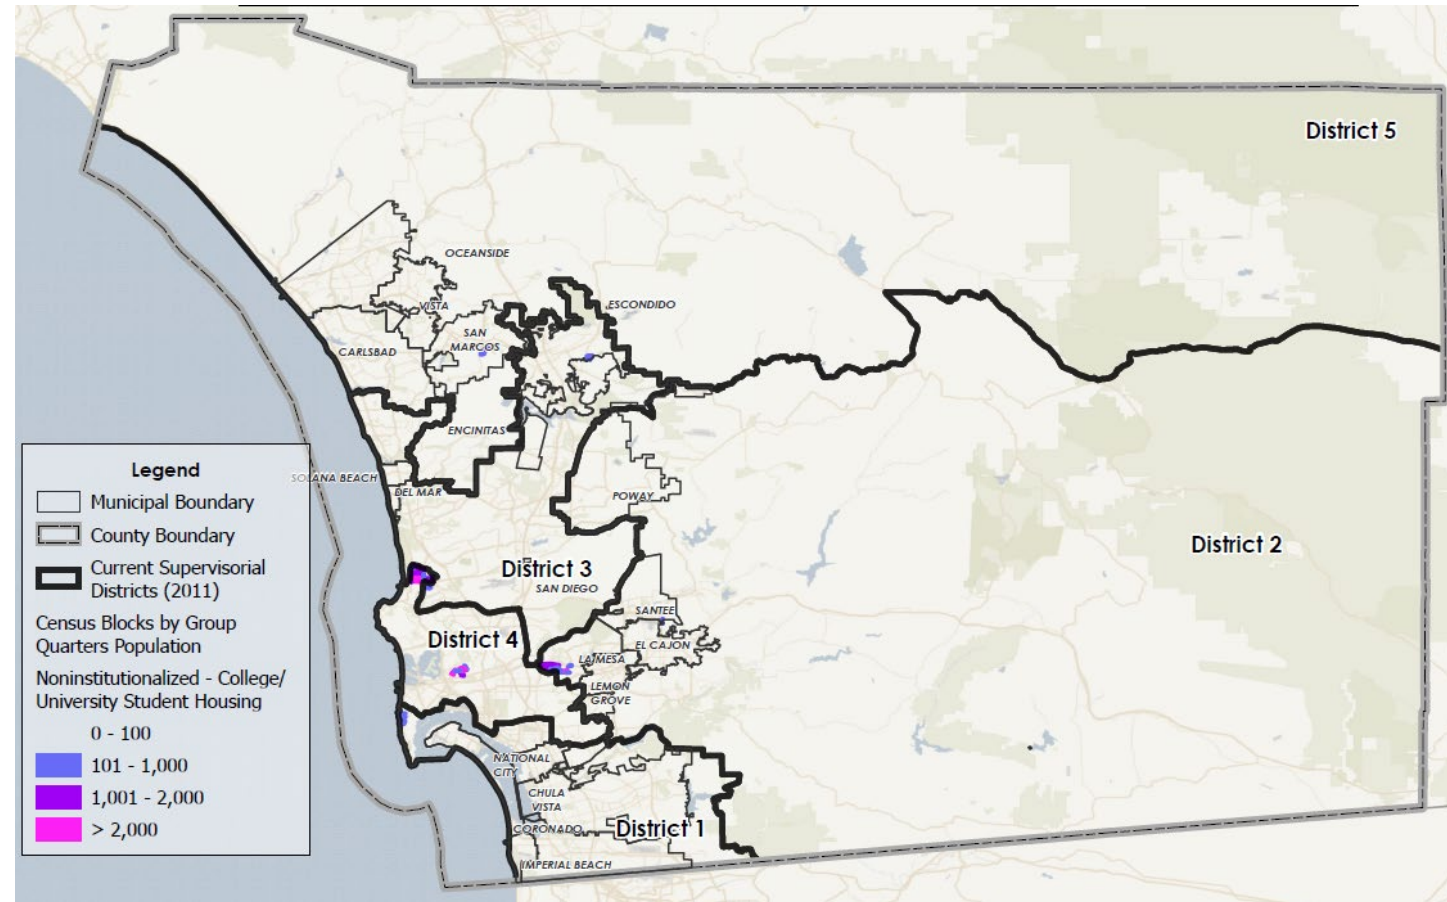 District 5
OCEANSIDE
VISTA
ESCONDIDO
SAN
MARCOS
CARLSBAD
ENCINITAS
SOLANA BEACH
DEL MAR
POWAY
District 2
District 3
SAN DIEGO
SANTEE
District 4
EL CAJON
LA MESA
LEMON
GROVE
NATIONAL
CITY
CHULA
VISTA
CORONADO
District 1
IMPERIAL BEACH
Legend
Municipal Boundary
County Boundary
Current Supervisorial
Districts (2011)
Census Blocks by Group
Quarters Population
Noninstitutionalized - College/
University Student Housing
0 - 100
101 - 1,000
1,001 - 2,000
> 2,000